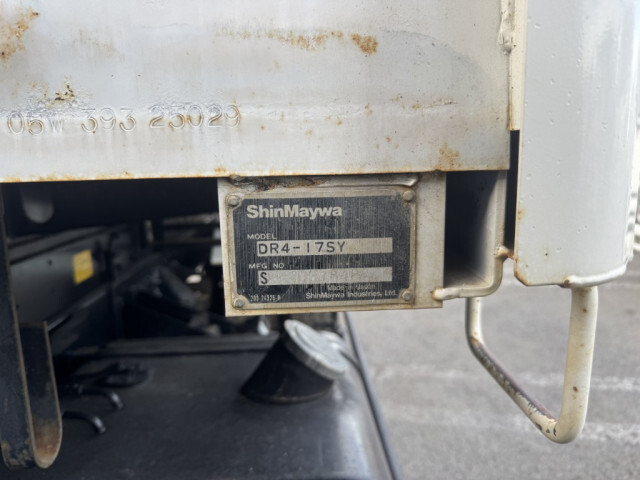 05W 393 23029
ShinMaywa
MODEL
DR4-17SY
MFG NO
S
Made in Japan
ShinMaywa Industries, Ltd.